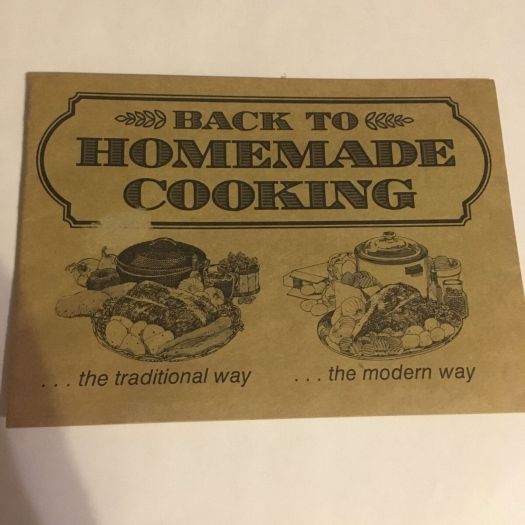 BACK TO
HOMEMADE
COOKING
. . . the traditional way
. . . the modern way